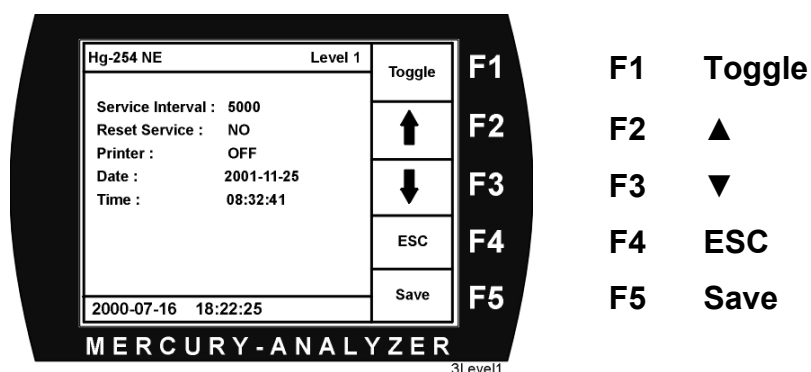 Hg-254 NE Level 1
Toggle
F1
Service Interval : 5000
Reset Service : NO
Printer : OFF
Date : 2001-11-25
Time : 08:32:41
↑ F2
↓ F3
ESC F4
Save F5
2000-07-16 18:22:25
MERCURY-ANALYZER
3Level1
F1 Toggle
F2 ▲
F3 ▼
F4 ESC
F5 Save